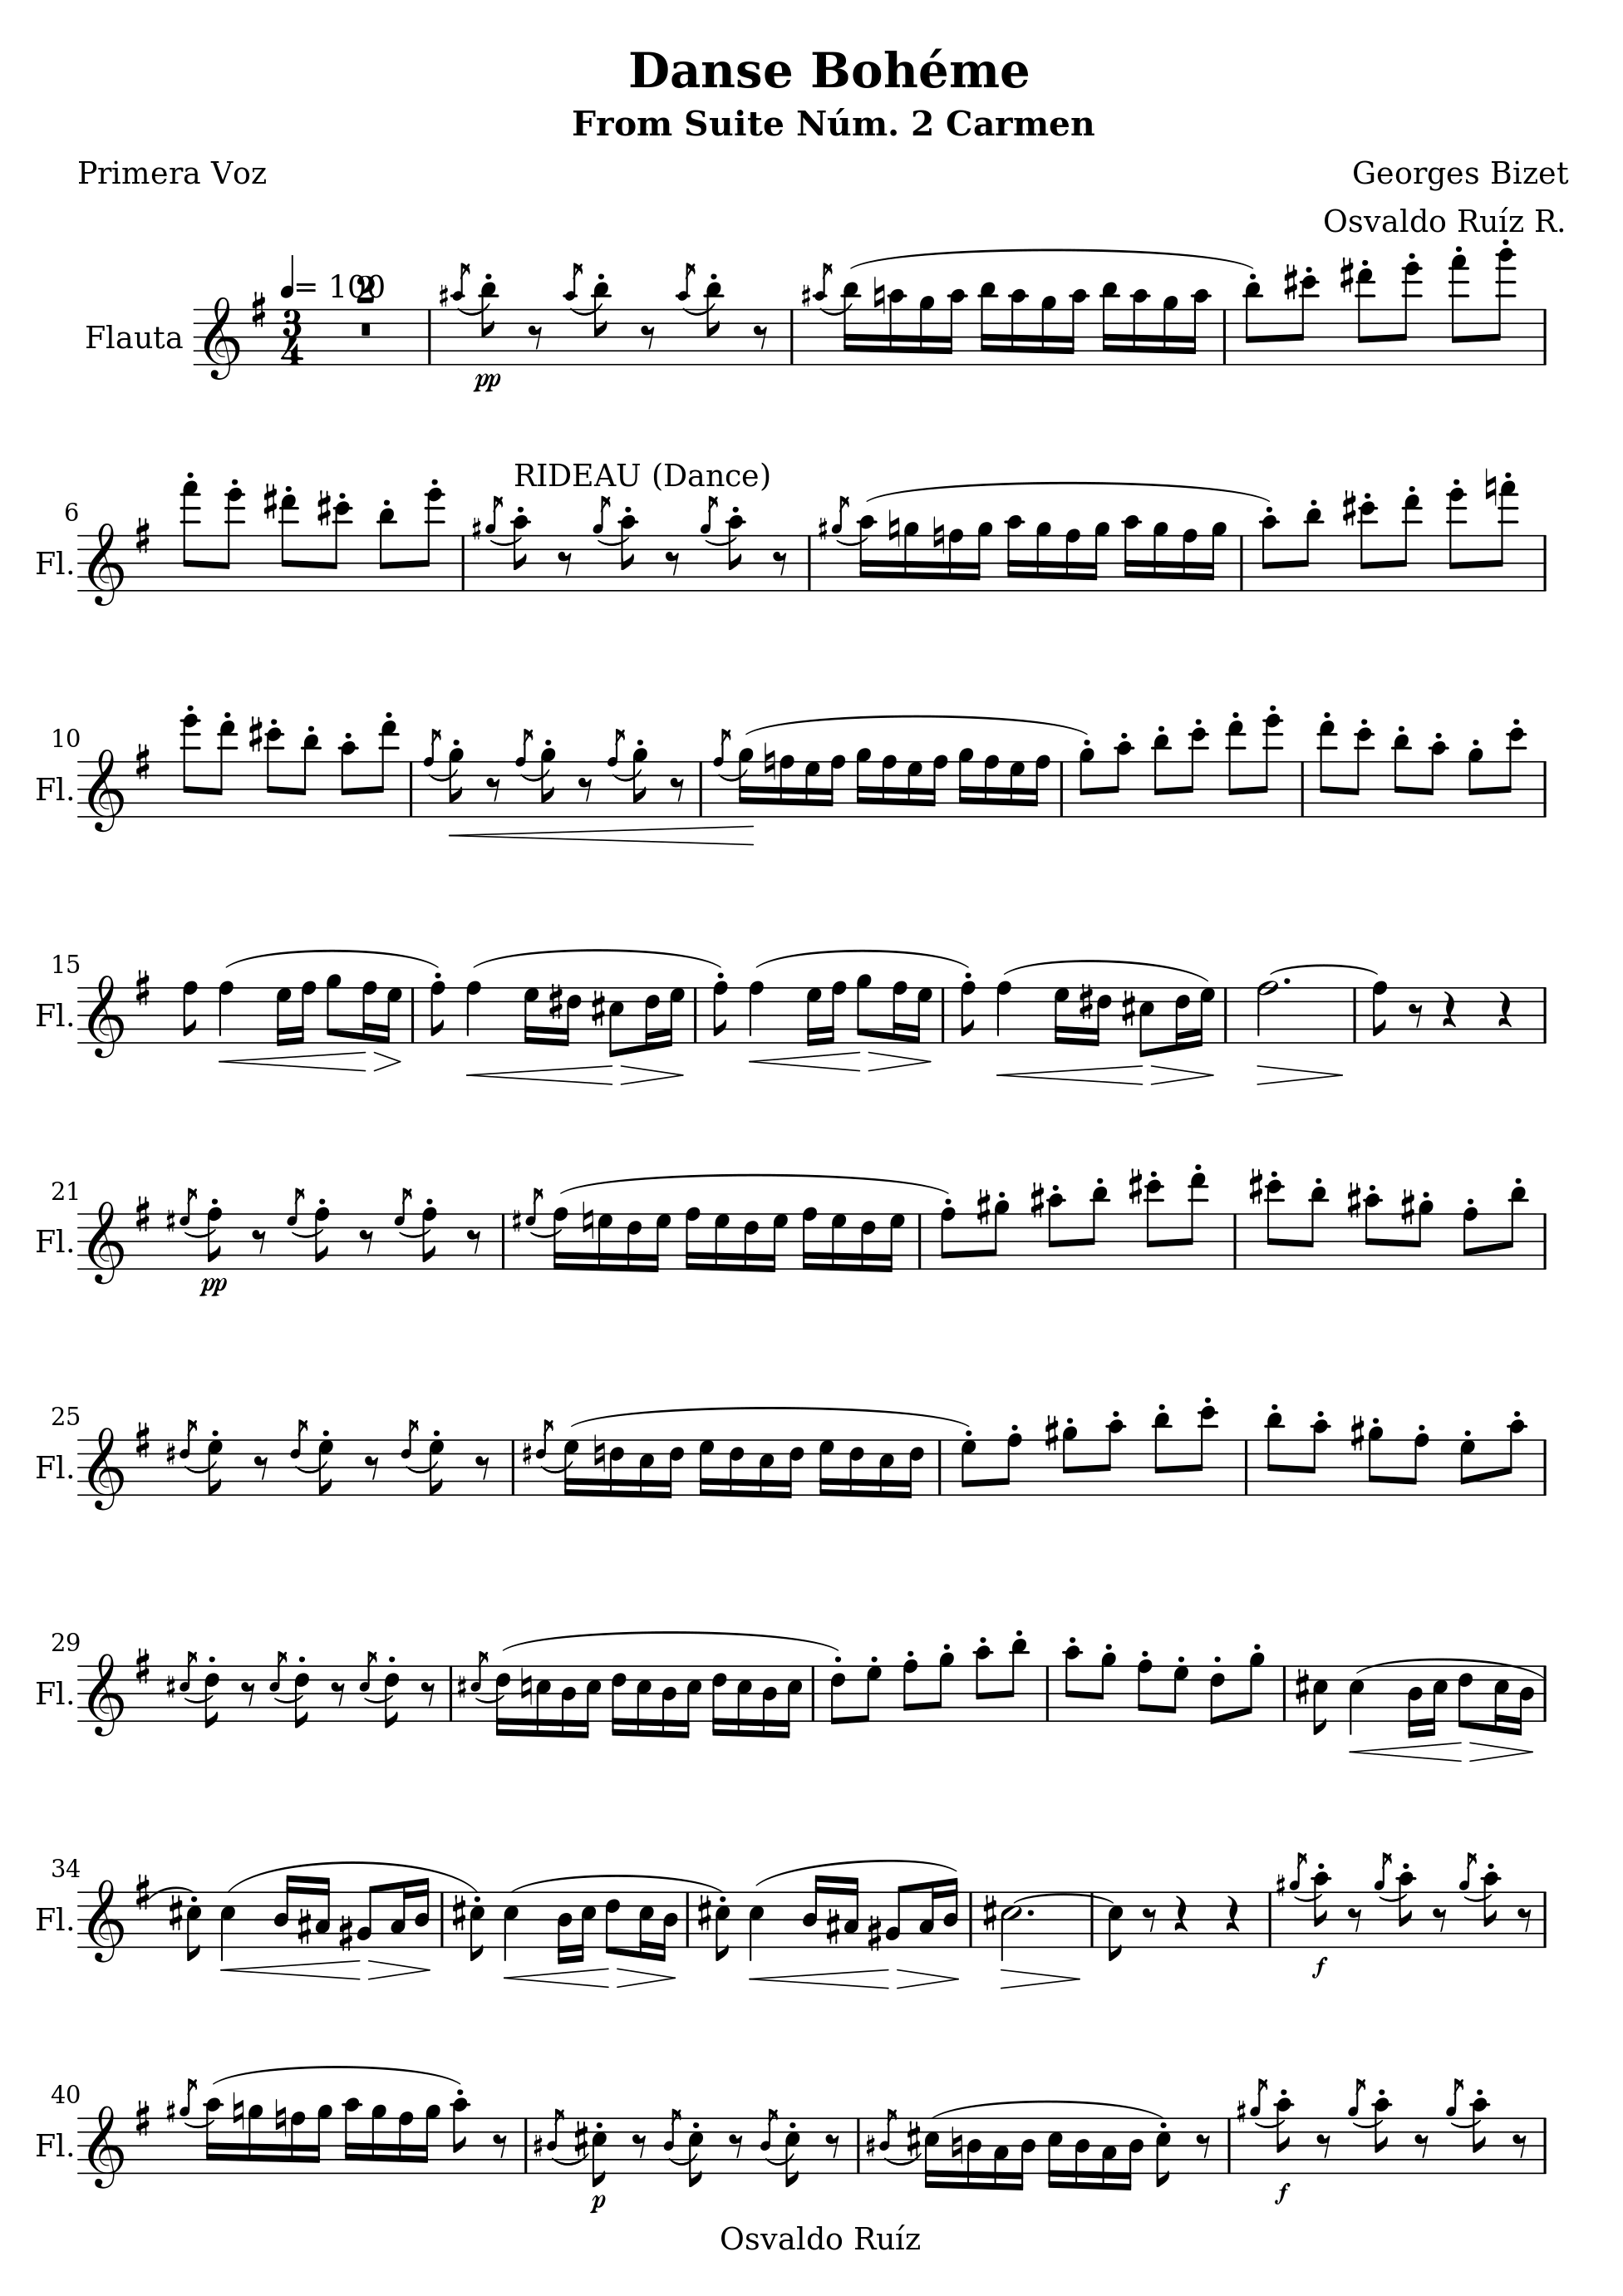 Danse Bohéme
From Suite Núm. 2 Carmen
Primera Voz
Georges Bizet
Osvaldo Ruíz R.
= 100
2
Flauta
3
4
pp
6
RIDEAU (Dance)
Fl.
10
Fl.
15
Fl.
21
Fl.
pp
25
Fl.
29
Fl.
34
Fl.
f
40
Fl.
p
f
Osvaldo Ruíz